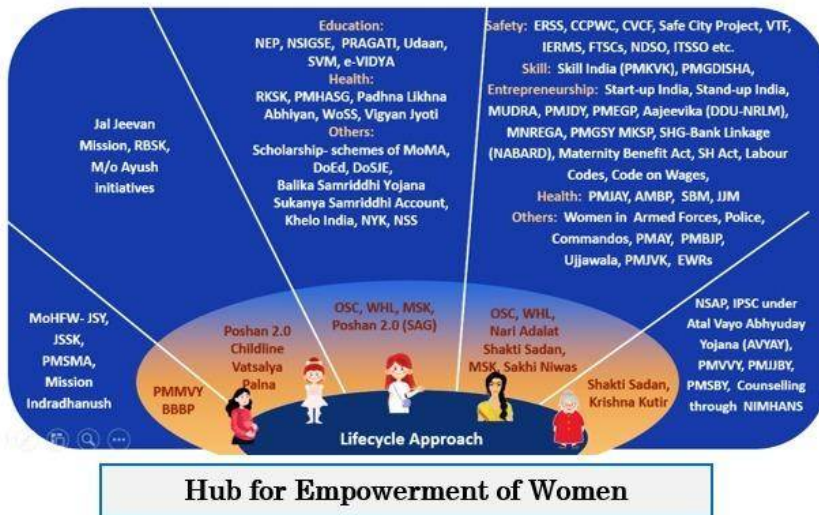 MoHFW- JSY,
JSSK,
PMSMA,
Mission
Indradhanush
PMMVY
BBBP
Jal Jeevan
Mission, RBSK,
M/o Ayush
initiatives
Poshan 2.0
Childline
Vatsalya
Palna
Education:
NEP, NSIGSE, PRAGATI, Udaan,
SVM, e-VIDYA
Health:
RKSK, PMHASG, Padhna Likhna
Abhiyan, WoSS, Vigyan Jyoti
Others:
Scholarship- schemes of MoMA,
DoEd, DoSJE,
Balika Samriddhi Yojana
Sukanya Samriddhi Account,
Khelo India, NYK, NSS
OSC, WHL, MSK,
Poshan 2.0 (SAG)
Safety: ERSS, CCPWC, CVCF, Safe City Project, VTF,
IERMS, FTSCs, NDSO, ITSSO etc.
Skill: Skill India (PMKVK), PMGDISHA,
Entrepreneurship: Start-up India, Stand-up India,
MUDRA, PMJDY, PMEGP, Aajeevika (DDU-NRLM),
MNREGA, PMGSY MKSP, SHG-Bank Linkage
(NABARD), Maternity Benefit Act, SH Act, Labour
Codes, Code on Wages,
Health: PMJAY, AMBP, SBM, JJM
Others: Women in Armed Forces, Police,
Commandos, PMAY, PMBJP,
Ujjawala, PMJVK, EWRs
OSC, WHL,
Nari Adalat
Shakti Sadan,
MSK, Sakhi Niwas
NSAP, IPSC under
Atal Vayo Abhyuday
Yojana (AVYAY),
PMVVY, PMJJBY,
PMSBY, Counselling
through NIMHANS
Shakti Sadan,
Krishna Kutir
Lifecycle Approach
Hub for Empowerment of Women